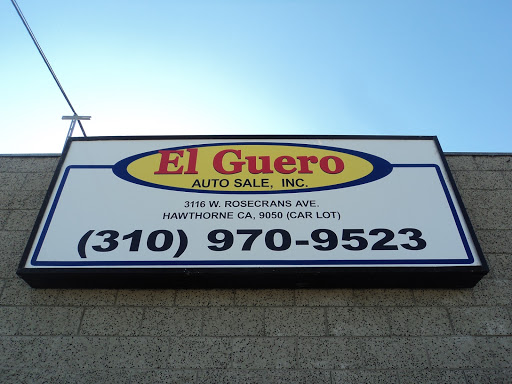 El Guero
AUTO SALE, INC.
3116 W. ROSECRANS AVE.
HAWTHORNE CA, 9050 (CAR LOT)
(310) 970-9523